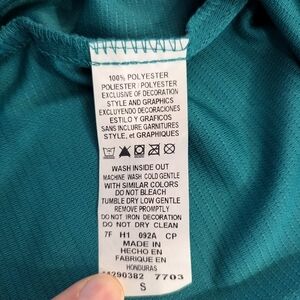 100% POLYESTER
POLIESTER | POLYESTER
EXCLUSIVE OF DECORATION
STYLE AND GRAPHICS
EXCLUYENDO DECORACIONES
ESTILO Y GRAFICOS
SANS INCLURE GARNITURES
STYLE, et GRAPHIQUES
WASH INSIDE OUT
MACHINE WASH COLD GENTLE
WITH SIMILAR COLORS
DO NOT BLEACH
TUMBLE DRY LOW GENTLE
REMOVE PROMPTLY
DO NOT IRON DECORATION
DO NOT DRY CLEAN
7F H1 092A CP
MADE IN
HECHO EN
FABRIQUE EN
HONDURAS
7703
S